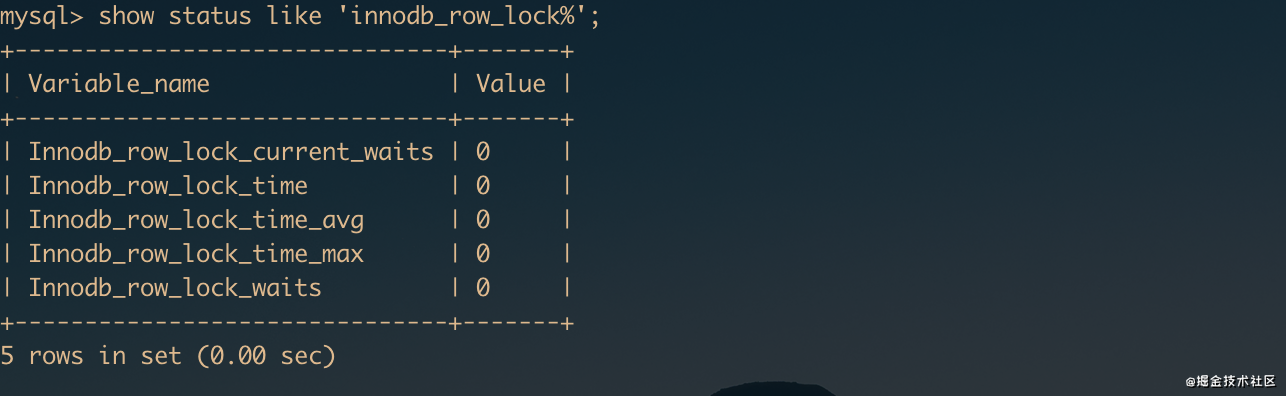 mysql> show status like 'innodb_row_lock%';
+-------------------------------+-------+
| Variable_name                 | Value |
+-------------------------------+-------+
| Innodb_row_lock_current_waits | 0     |
| Innodb_row_lock_time          | 0     |
| Innodb_row_lock_time_avg      | 0     |
| Innodb_row_lock_time_max      | 0     |
| Innodb_row_lock_waits         | 0     |
+-------------------------------+-------+
5 rows in set (0.00 sec)
@掘金技术社区